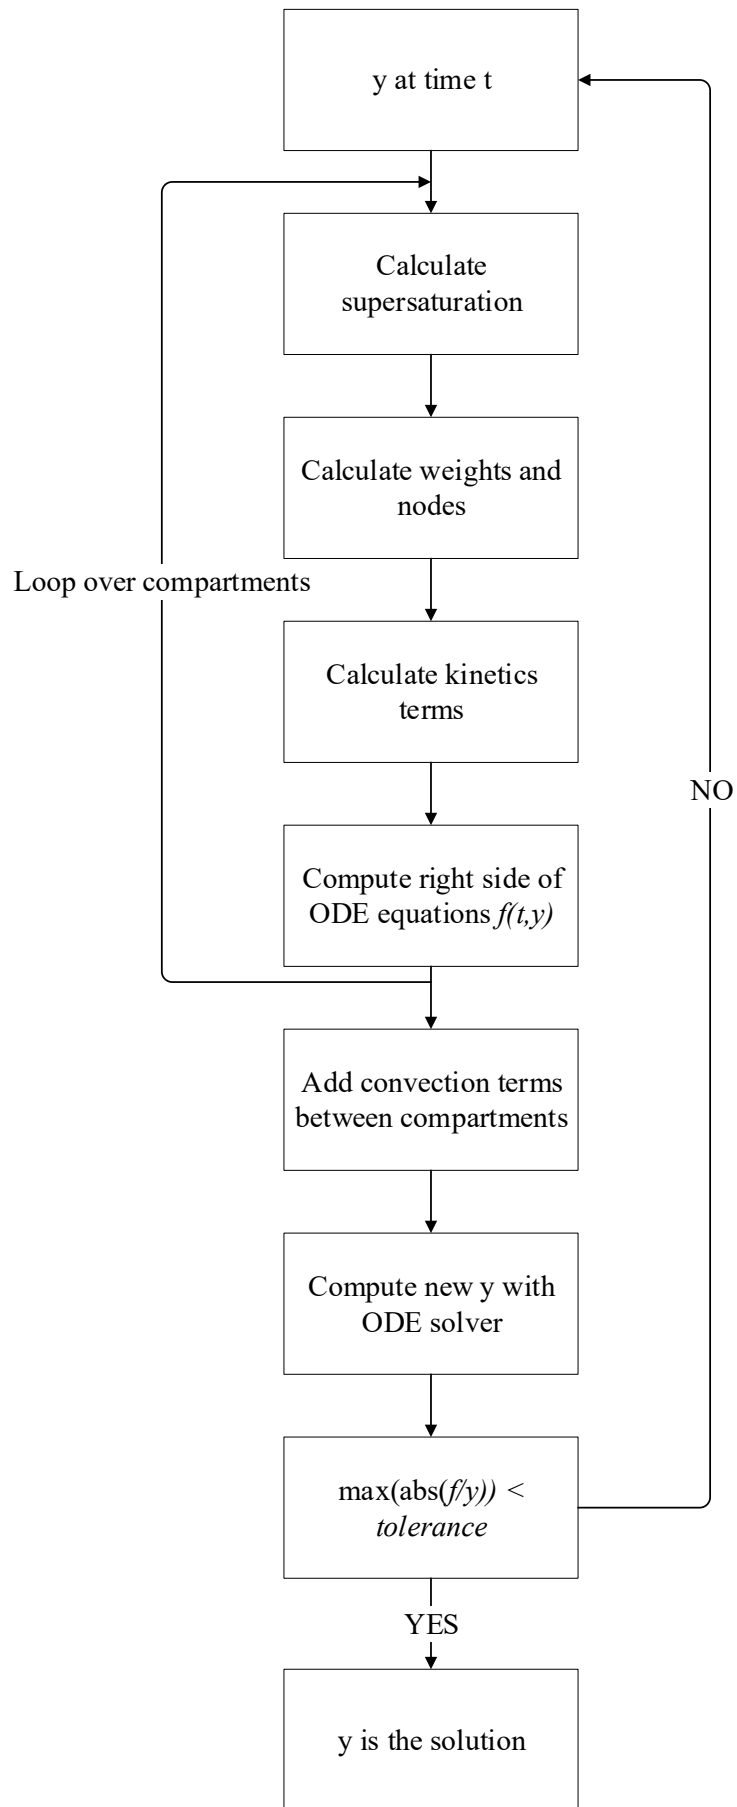 y at time t
Calculate
supersaturation
Calculate weights and
nodes
Loop over compartments
Calculate kinetics
terms
NO
Compute right side of
ODE equations f(t,y)
Add convection terms
between compartments
Compute new y with
ODE solver
max(abs(f/y)) <
tolerance
YES
y is the solution